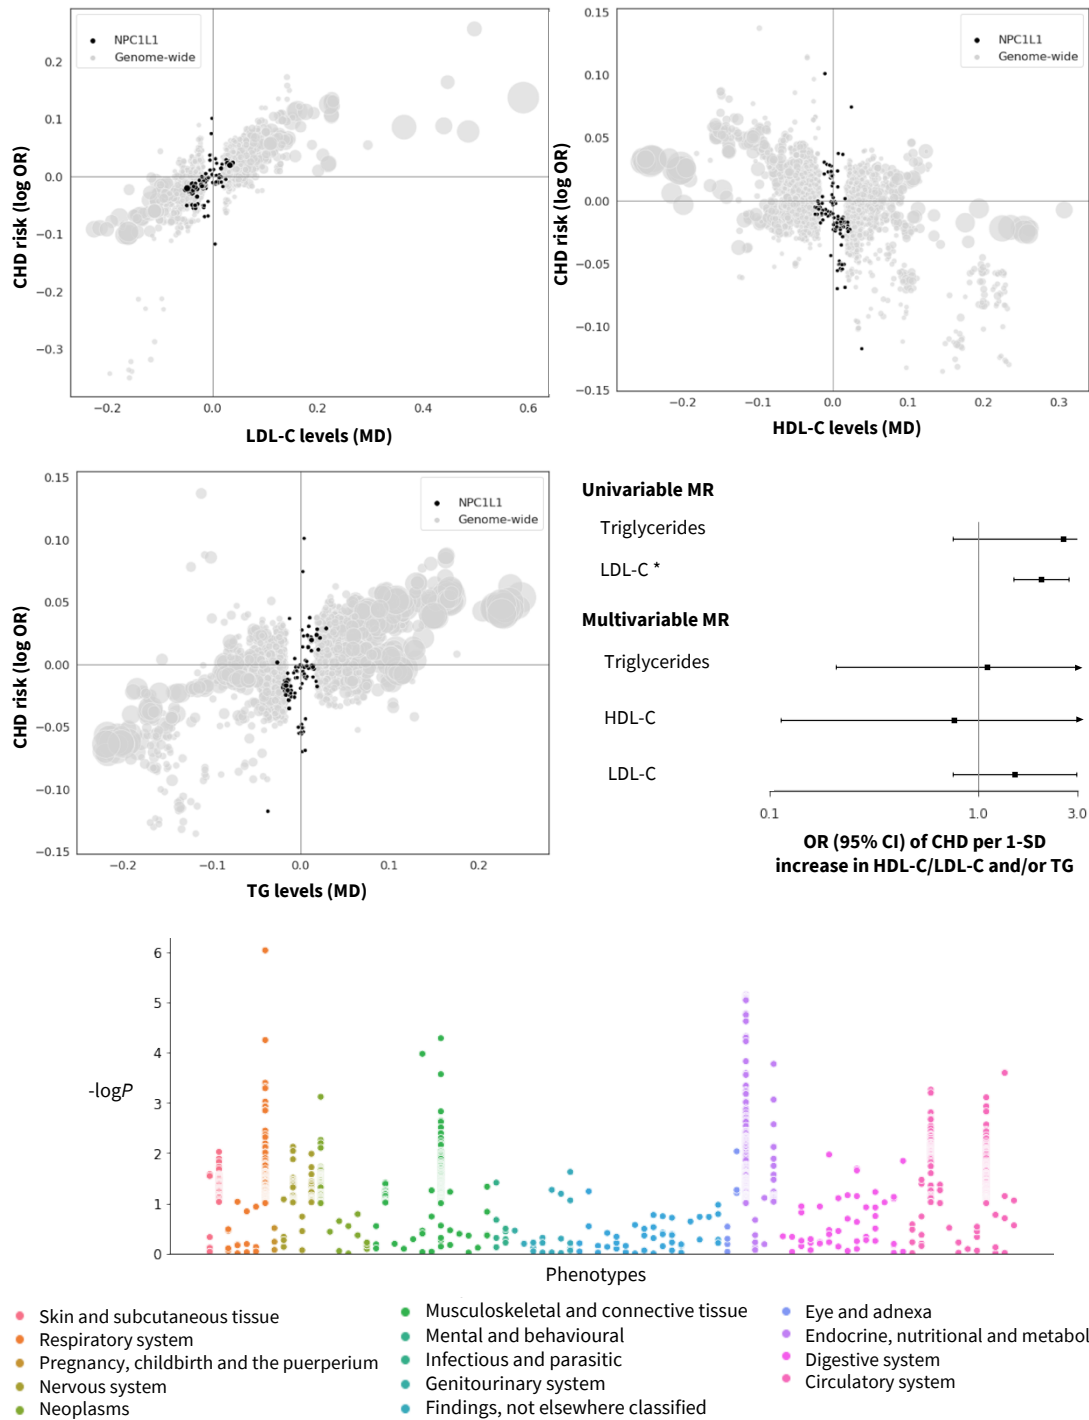 NPC1L1
Genome-wide
0.2
0.1
0.0
−0.1
−0.2
−0.3
CHD risk (log OR)
−0.2
0.0
0.2
0.4
0.6
LDL-C levels (MD)
NPC1L1
Genome-wide
0.15
0.10
0.05
0.00
−0.05
−0.10
−0.15
CHD risk (log OR)
−0.2
−0.1
0.0
0.1
0.2
0.3
HDL-C levels (MD)
NPC1L1
Genome-wide
0.15
0.10
0.05
0.00
−0.05
−0.10
−0.15
CHD risk (log OR)
−0.2
−0.1
0.0
0.1
0.2
TG levels (MD)
Univariable MR
Triglycerides
LDL-C *
Multivariable MR
Triglycerides
HDL-C
LDL-C
0.1
1.0
3.0
OR (95% CI) of CHD per 1-SD
increase in HDL-C/LDL-C and/or TG
6
5
4
3
2
1
0
-logP
Phenotypes
Skin and subcutaneous tissue
Respiratory system
Pregnancy, childbirth and the puerperium
Nervous system
Neoplasms
Musculoskeletal and connective tissue
Mental and behavioural
Infectious and parasitic
Genitourinary system
Findings, not elsewhere classified
Eye and adnexa
Endocrine, nutritional and metabol
Digestive system
Circulatory system